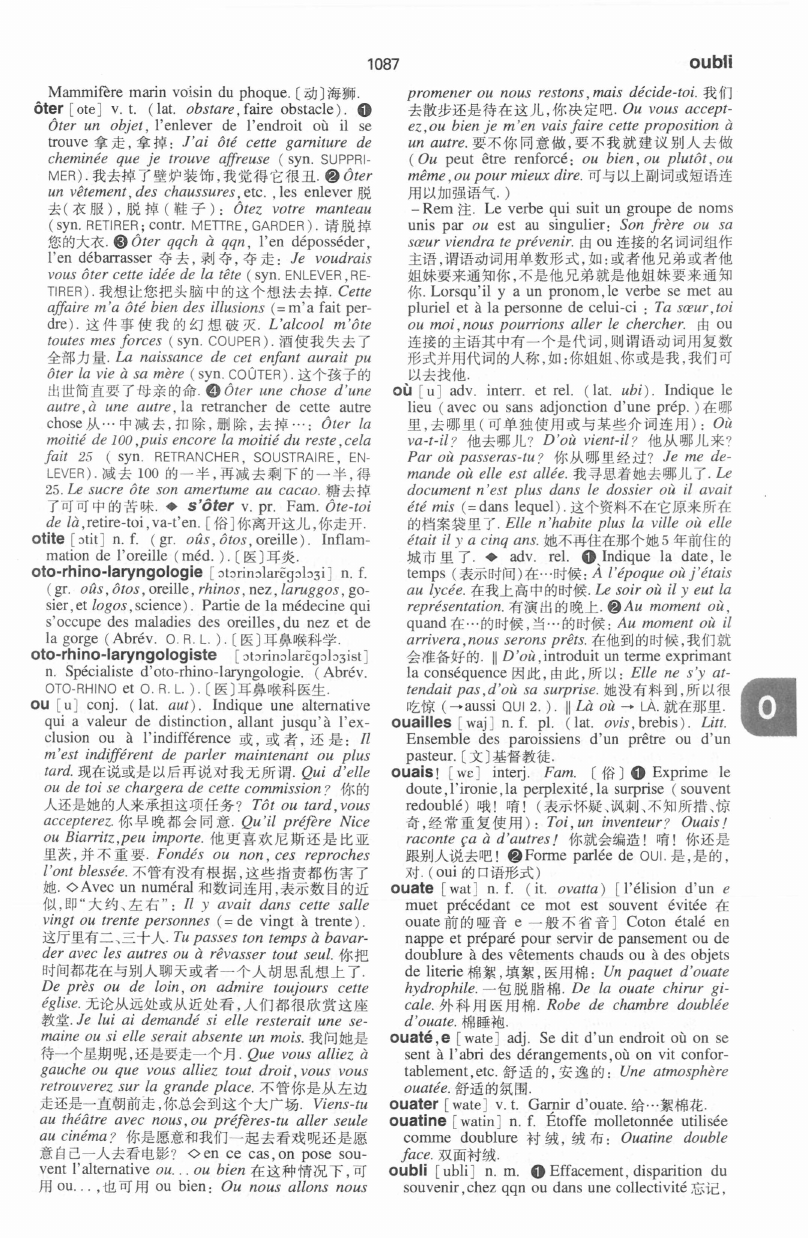 1087
oubli
Mammifère marin voisin du phoque.〔动〕海狮.
ôter [ote] v. t. (lat. obstare, faire obstacle). ❶
Ôter un objet, l'enlever de l'endroit où il se
trouve 拿走,拿掉: J'ai ôté cette garniture de
cheminée que je trouve affreuse ( syn. SUPPRI-
MER).我去掉了壁炉装饰,我觉得它很丑. ❷ Ôter
un vêtement, des chaussures, etc., les enlever 脱
去(衣服),脱掉(鞋子): Ôtez votre manteau
(syn. RETIRER; contr. METTRE, GARDER). 请脱掉
您的大衣. ❸ Ôter qqch à qqn, l'en déposséder,
l'en débarrasser 夺去,剥夺,夺走: Je voudrais
vous ôter cette idée de la tête (syn. ENLEVER, RE-
TIRER).我想让您把头脑中的这个想法去掉. Cette
affaire m'a ôté bien des illusions (= m'a fait per-
dre). 这件事使我的幻想破灭. L'alcool m'ôte
toutes mes forces (syn. COUPER). 酒使我失去了
全部力量. La naissance de cet enfant aurait pu
ôter la vie à sa mère (syn. COÛTER). 这个孩子的
出世简直要了母亲的命. ❹ Ôter une chose d'une
autre, à une autre, la retrancher de cette autre
chose 从…中减去,扣除,删除,去掉…: Ôter la
moitié de 100, puis encore la moitié du reste, cela
fait 25 ( syn. RETRANCHER, SOUSTRAIRE, EN-
LEVER). 减去 100 的一半,再减去剩下的一半,得
25. Le sucre ôte son amertume au cacao. 糖去掉
了可可中的苦味. ◆ s'ôter v. pr. Fam. Ôte-toi
de là, retire-toi, va-t'en.[俗]你离开这儿,你走开.
otite [ɔtit] n. f. (gr. oûs, ôtos, oreille). Inflam-
mation de l'oreille (méd.).[医]耳炎.
oto-rhino-laryngologie [ɔtɔrinɔlarɛ̃gɔlɔʒi] n. f.
(gr. oûs, ôtos, oreille, rhinos, nez, laruggos, go-
sier, et logos, science). Partie de la médecine qui
s'occupe des maladies des oreilles, du nez et de
la gorge (Abrév. O. R. L. ).〔医〕耳鼻喉科学.
oto-rhino-laryngologiste [ɔtɔrinɔlarɛ̃gɔlɔʒist]
n. Spécialiste d'oto-rhino-laryngologie. (Abrév.
OTO-RHINO et O. R. L. ).〔医〕耳鼻喉科医生.
ou [u] conj. (lat. aut). Indique une alternative
qui a valeur de distinction, allant jusqu'à l'ex-
clusion ou à l'indifférence 或,或者,还是: Il
m'est indifférent de parler maintenant ou plus
tard. 现在说或是以后再说对我无所谓. Qui d'elle
ou de toi se chargera de cette commission? 你的
人还是她的人来承担这项任务? Tôt ou tard, vous
accepterez. 你早晚都会同意. Qu'il préfère Nice
ou Biarritz, peu importe. 他更喜欢尼斯还是比亚
里茨,并不重要. Fondés ou non, ces reproches
l'ont blessée. 不管有没有根据,这些指责都伤害了
她. ◇Avec un numéral 和数词连用,表示数目的近
似,即“大约、左右”: Il y avait dans cette salle
vingt ou trente personnes (= de vingt à trente).
这厅里有二、三十人. Tu passes ton temps à bavar-
der avec les autres ou à rêvasser tout seul. 你把
时间都花在与别人聊天或者一个人胡思乱想上了.
De près ou de loin, on admire toujours cette
église. 无论从远处或从近处看,人们都很欣赏这座
教堂. Je lui ai demandé si elle resterait une se-
maine ou si elle serait absente un mois. 我问她是
待一个星期呢,还是要走一个月. Que vous alliez à
gauche ou que vous alliez tout droit, vous vous
retrouverez sur la grande place. 不管你是从左边
走还是一直朝前走,你总会到这个大广场. Viens-tu
au théâtre avec nous, ou préfères-tu aller seule
au cinéma? 你是愿意和我们一起去看戏呢还是愿
意自己一人去看电影? ◇en ce cas, on pose sou-
vent l'alternative ou... ou bien 在这种情况下,可
用 ou...,也可用 ou bien: Ou nous allons nous
promener ou nous restons, mais décide-toi. 我们
去散步还是待在这儿,你决定吧. Ou vous accept-
ez, ou bien je m'en vais faire cette proposition à
un autre. 要不你同意做,要不我就建议别人去做
(Ou peut être renforcé: ou bien, ou plutôt, ou
même, ou pour mieux dire. 可与以上副词或短语连
用以加强语气.)
–Rem 注. Le verbe qui suit un groupe de noms
unis par ou est au singulier: Son frère ou sa
sœur viendra te prévenir. 由 ou 连接的名词词组作
主语,谓语动词用单数形式,如:或者他兄弟或者他
姐妹要来通知你,不是他兄弟就是他姐妹要来通知
你. Lorsqu'il y a un pronom, le verbe se met au
pluriel et à la personne de celui-ci : Ta sœur, toi
ou moi, nous pourrions aller le chercher. 由 ou
连接的主语其中有一个是代词,则谓语动词用复数
形式并用代词的人称,如:你姐姐、你或是我,我们可
以去找他.
où [u] adv. interr. et rel. (lat. ubi). Indique le
lieu (avec ou sans adjonction d'une prép.)在哪
里,去哪里(可单独使用或与某些介词连用): Où
va-t-il? 他去哪儿? D'où vient-il? 他从哪儿来?
Par où passeras-tu? 你从哪里经过? Je me de-
mande où elle est allée. 我寻思着她去哪儿了. Le
document n'est plus dans le dossier où il avait
été mis (= dans lequel). 这个资料不在它原来所在
的档案袋里了. Elle n'habite plus la ville où elle
était il y a cinq ans. 她不再住在那个她 5 年前住的
城市里了. ◆ adv. rel. ❶ Indique la date, le
temps (表示时间)在…时候: À l'époque où j'étais
au lycée. 在我上高中的时候. Le soir où il y eut la
représentation. 有演出的晚上. ❷ Au moment où,
quand 在…的时候,当…的时候: Au moment où il
arrivera, nous serons prêts. 在他到的时候,我们就
会准备好的. ‖ D'où, introduit un terme exprimant
la conséquence 因此,由此,所以: Elle ne s'y at-
tendait pas, d'où sa surprise. 她没有料到,所以很
吃惊 (→aussi QUI 2. ). ‖ Là où → LÀ. 就在那里.
ouailles [waj] n. f. pl. (lat. ovis, brebis). Litt.
Ensemble des paroissiens d'un prêtre ou d'un
pasteur.[文]基督教徒.
ouais! [wɛ] interj. Fam. 〔俗〕❶ Exprime le
doute, l'ironie, la perplexité, la surprise (souvent
redoublé) 哦! 唷! (表示怀疑、讽刺、不知所措、惊
奇,经常重复使用): Toi, un inventeur? Ouais!
raconte ça à d'autres! 你就会编造! 唷! 你还是
跟别人说去吧! ❷Forme parlée de OUI. 是,是的,
对.(oui 的口语形式)
ouate [wat] n. f. (it. ovatta) [l'élision d'un e
muet précédant ce mot est souvent évitée 在
ouate 前的哑音 e 一般不省音] Coton étalé en
nappe et préparé pour servir de pansement ou de
doublure à des vêtements chauds ou à des objets
de literie 棉絮,填絮,医用棉: Un paquet d'ouate
hydrophile. 一包脱脂棉. De la ouate chirur gi-
cale. 外科用医用棉. Robe de chambre doublée
d'ouate. 棉睡袍.
ouaté, e [wate] adj. Se dit d'un endroit où on se
sent à l'abri des dérangements, où on vit confor-
tablement, etc. 舒适的,安逸的: Une atmosphère
ouatée. 舒适的氛围.
ouater [wate] v. t. Garnir d'ouate. 给…絮棉花.
ouatine [watin] n. f. Étoffe molletonnée utilisée
comme doublure 衬绒,绒布: Ouatine double
face. 双面衬绒.
oubli [ubli] n. m. ❶ Effacement, disparition du
souvenir, chez qqn ou dans une collectivité 忘记,
O